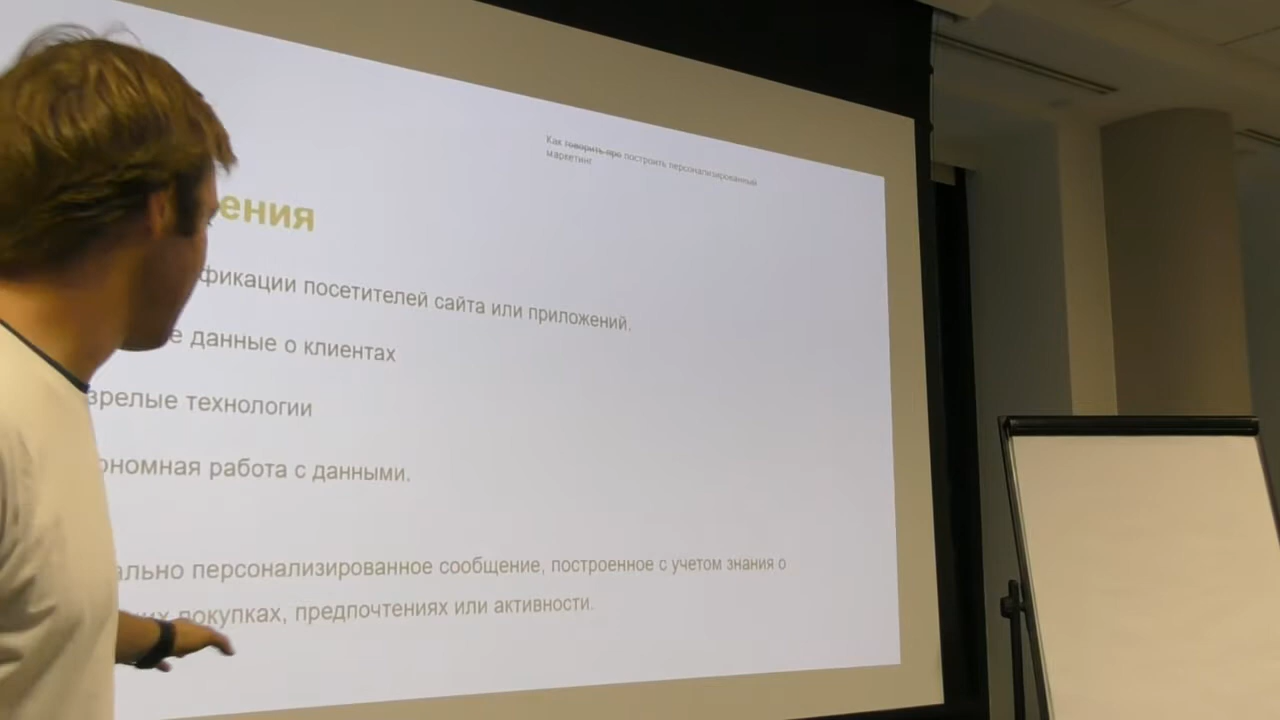 Как говорить про построить персонализированный
маркетинг
ения
фикации посетителей сайта или приложений.
е данные о клиентах
зрелые технологии
ономная работа с данными.
ально персонализированное сообщение, построенное с учетом знания о
их покупках, предпочтениях или активности.